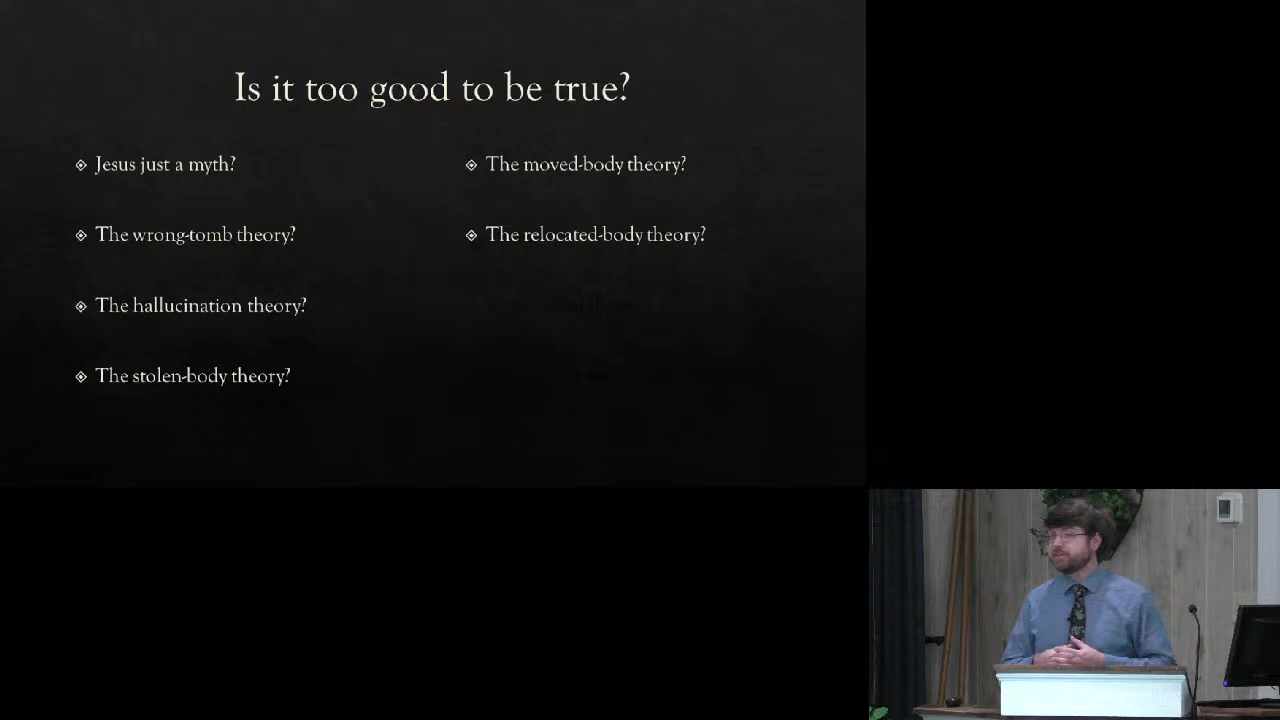 Is it too good to be true?
Jesus just a myth?
The wrong-tomb theory?
The hallucination theory?
The stolen-body theory?
The moved-body theory?
The relocated-body theory?